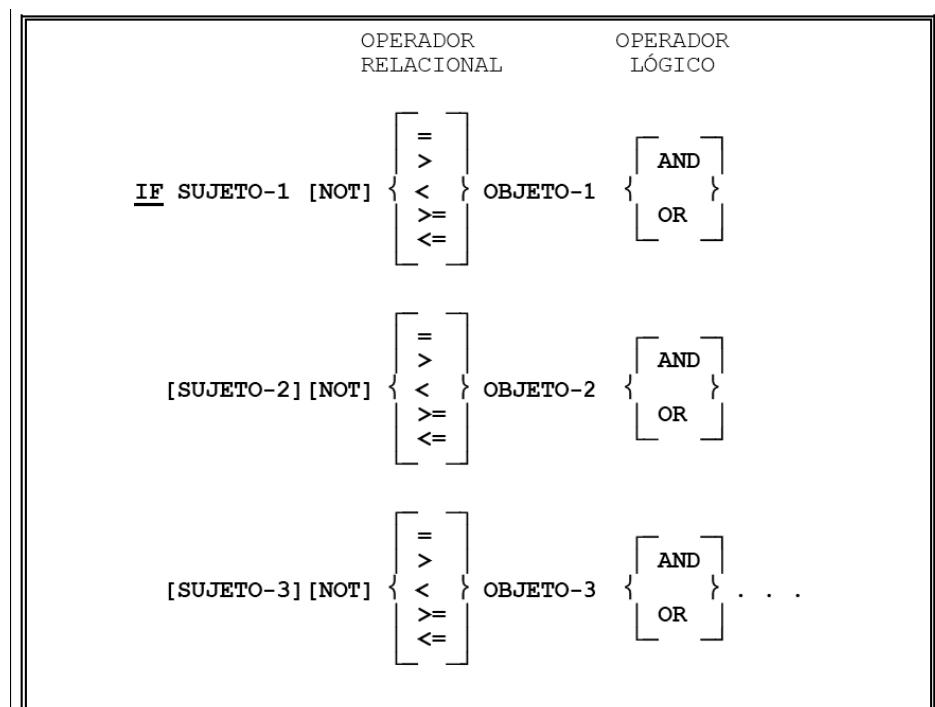 OPERADOR OPERADOR
RELACIONAL LÓGICO
=
> AND
IF SUJETO-1 [NOT] { < } OBJETO-1 { }
>= OR
<=
=
> AND
[SUJETO-2][NOT] { < } OBJETO-2 { }
>= OR
<=
=
> AND
[SUJETO-3][NOT] { < } OBJETO-3 { } . . .
>= OR
<=